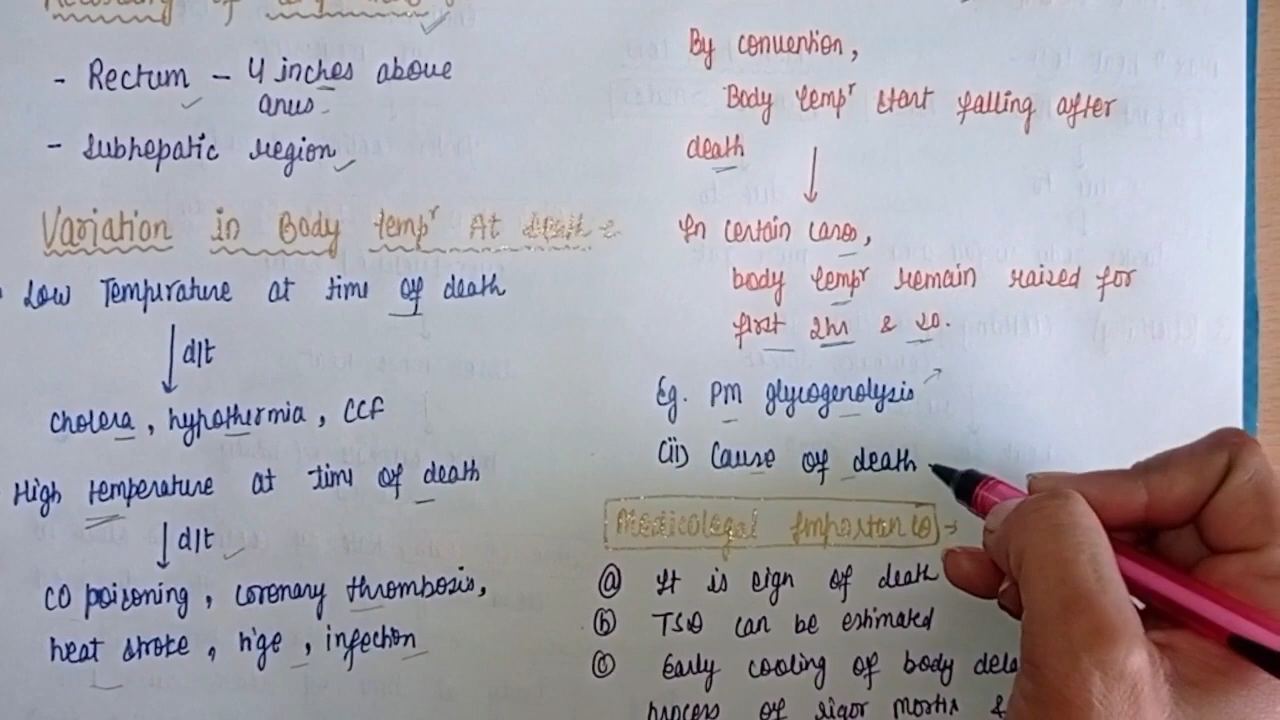 Recording of
- Rectum - 4 inches above
anus.
- Subhepatic region
Variation in Body tempr At death -
Low Temperature at time of death
d/t
Cholera, hypothermia, CCF
High temperature at time of death
d/t
CO poisoning, coronary thrombosis,
heat stroke, infection
By convention,
Body tempr start falling after
death
In certain cases,
body tempr remain raised for
first 2hr &
Eg. PM glycogenolysis
(ii) Cause of death
Medicolegal Importance -
(a) It is sign of death
(b) TSD can be estimated
(c) Early cooling of body
process of rigor mortis &